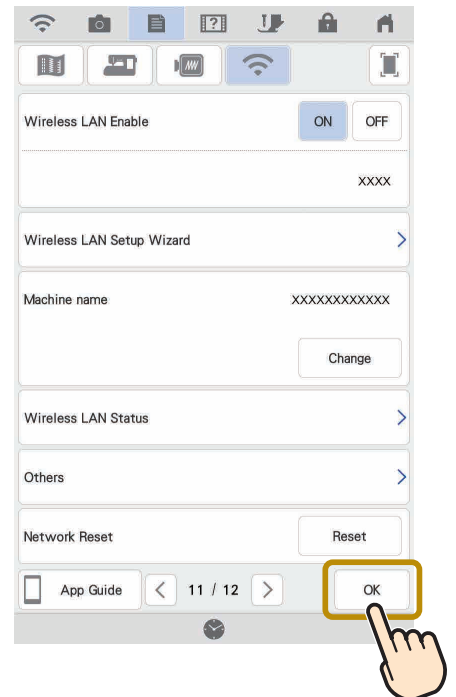 Wireless LAN Enable ON OFF
xxxx
Wireless LAN Setup Wizard
Machine name xxxxxxxxxxxx
Change
Wireless LAN Status
Others
Network Reset Reset
App Guide < 11 / 12 > OK